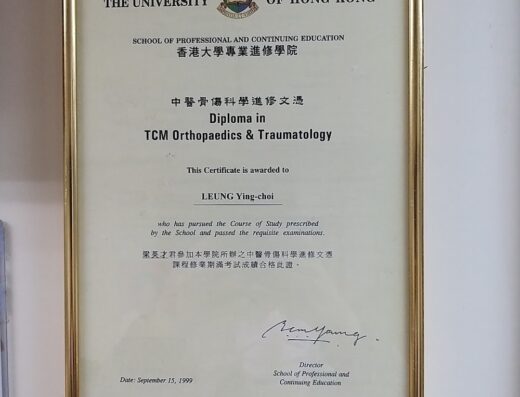 THE UNIVERSITY OF HONG KONG
SCHOOL OF PROFESSIONAL AND CONTINUING EDUCATION
香港大學專業進修學院
中醫骨傷科學進修文憑
Diploma in
TCM Orthopaedics & Traumatology
This Certificate is awarded to
LEUNG Ying-choi
who has pursued the Course of Study prescribed
by the School and passed the requisite examinations.
梁英才君參加本學院所辦之中醫骨傷科學進修文憑
課程修業期滿考試成績合格此證。
Director
School of Professional and
Continuing Education
Date: September 15, 1999